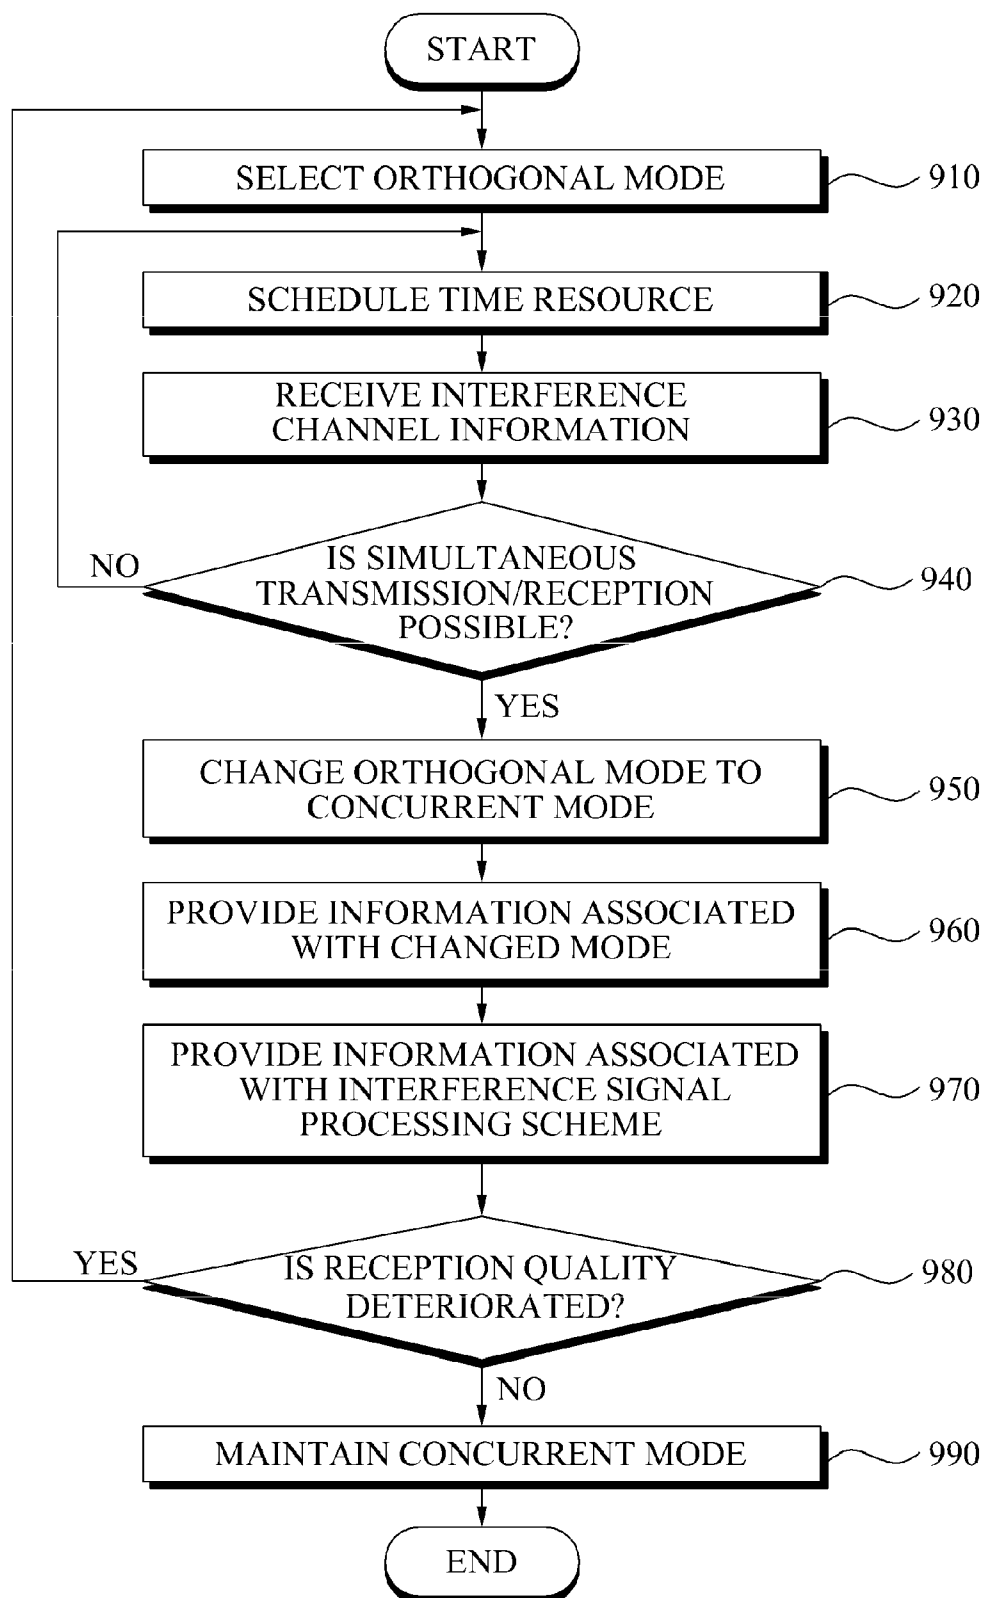 START
SELECT ORTHOGONAL MODE
910
SCHEDULE TIME RESOURCE
920
RECEIVE INTERFERENCE
CHANNEL INFORMATION
930
NO
IS SIMULTANEOUS
TRANSMISSION/RECEPTION
POSSIBLE?
940
YES
CHANGE ORTHOGONAL MODE TO
CONCURRENT MODE
950
PROVIDE INFORMATION ASSOCIATED
WITH CHANGED MODE
960
PROVIDE INFORMATION ASSOCIATED
WITH INTERFERENCE SIGNAL
PROCESSING SCHEME
970
YES
IS RECEPTION QUALITY
DETERIORATED?
980
NO
MAINTAIN CONCURRENT MODE
990
END